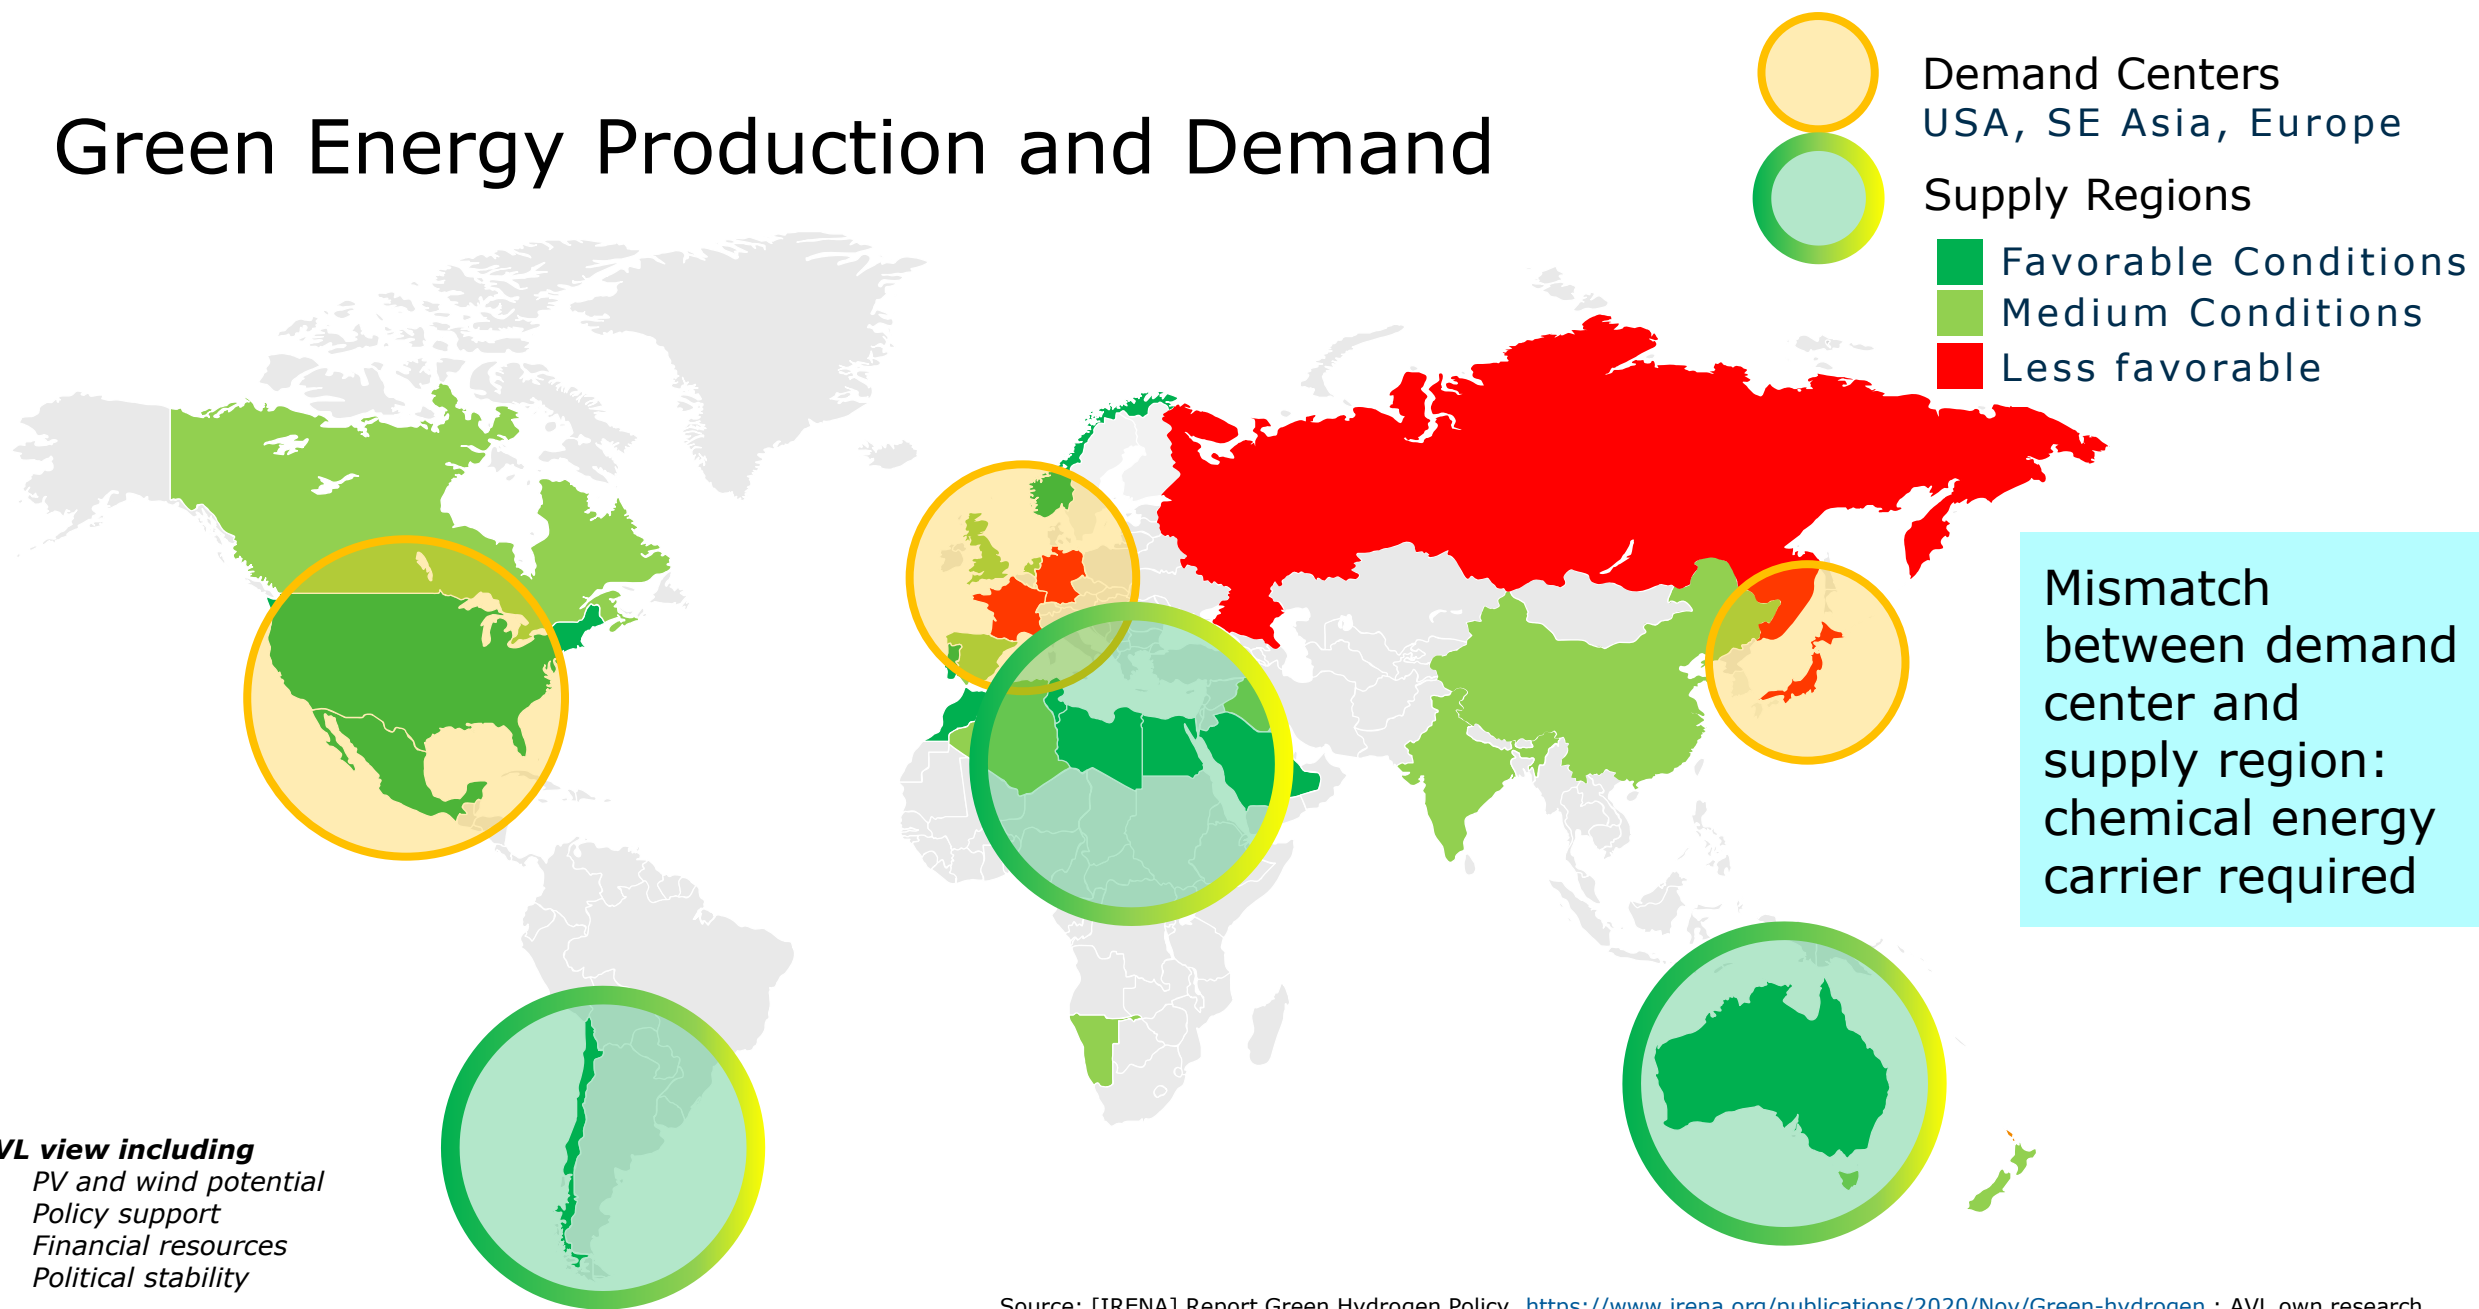 Green Energy Production and Demand
Demand Centers
USA, SE Asia, Europe
Supply Regions
Favorable Conditions
Medium Conditions
Less favorable
Mismatch
between demand
center and
supply region:
chemical energy
carrier required
VL view including
PV and wind potential
Policy support
Financial resources
Political stability
Source: [IRENA] Report Green Hydrogen Policy, https://www.irena.org/publications/2020/Nov/Green-hydrogen ; AVL own research